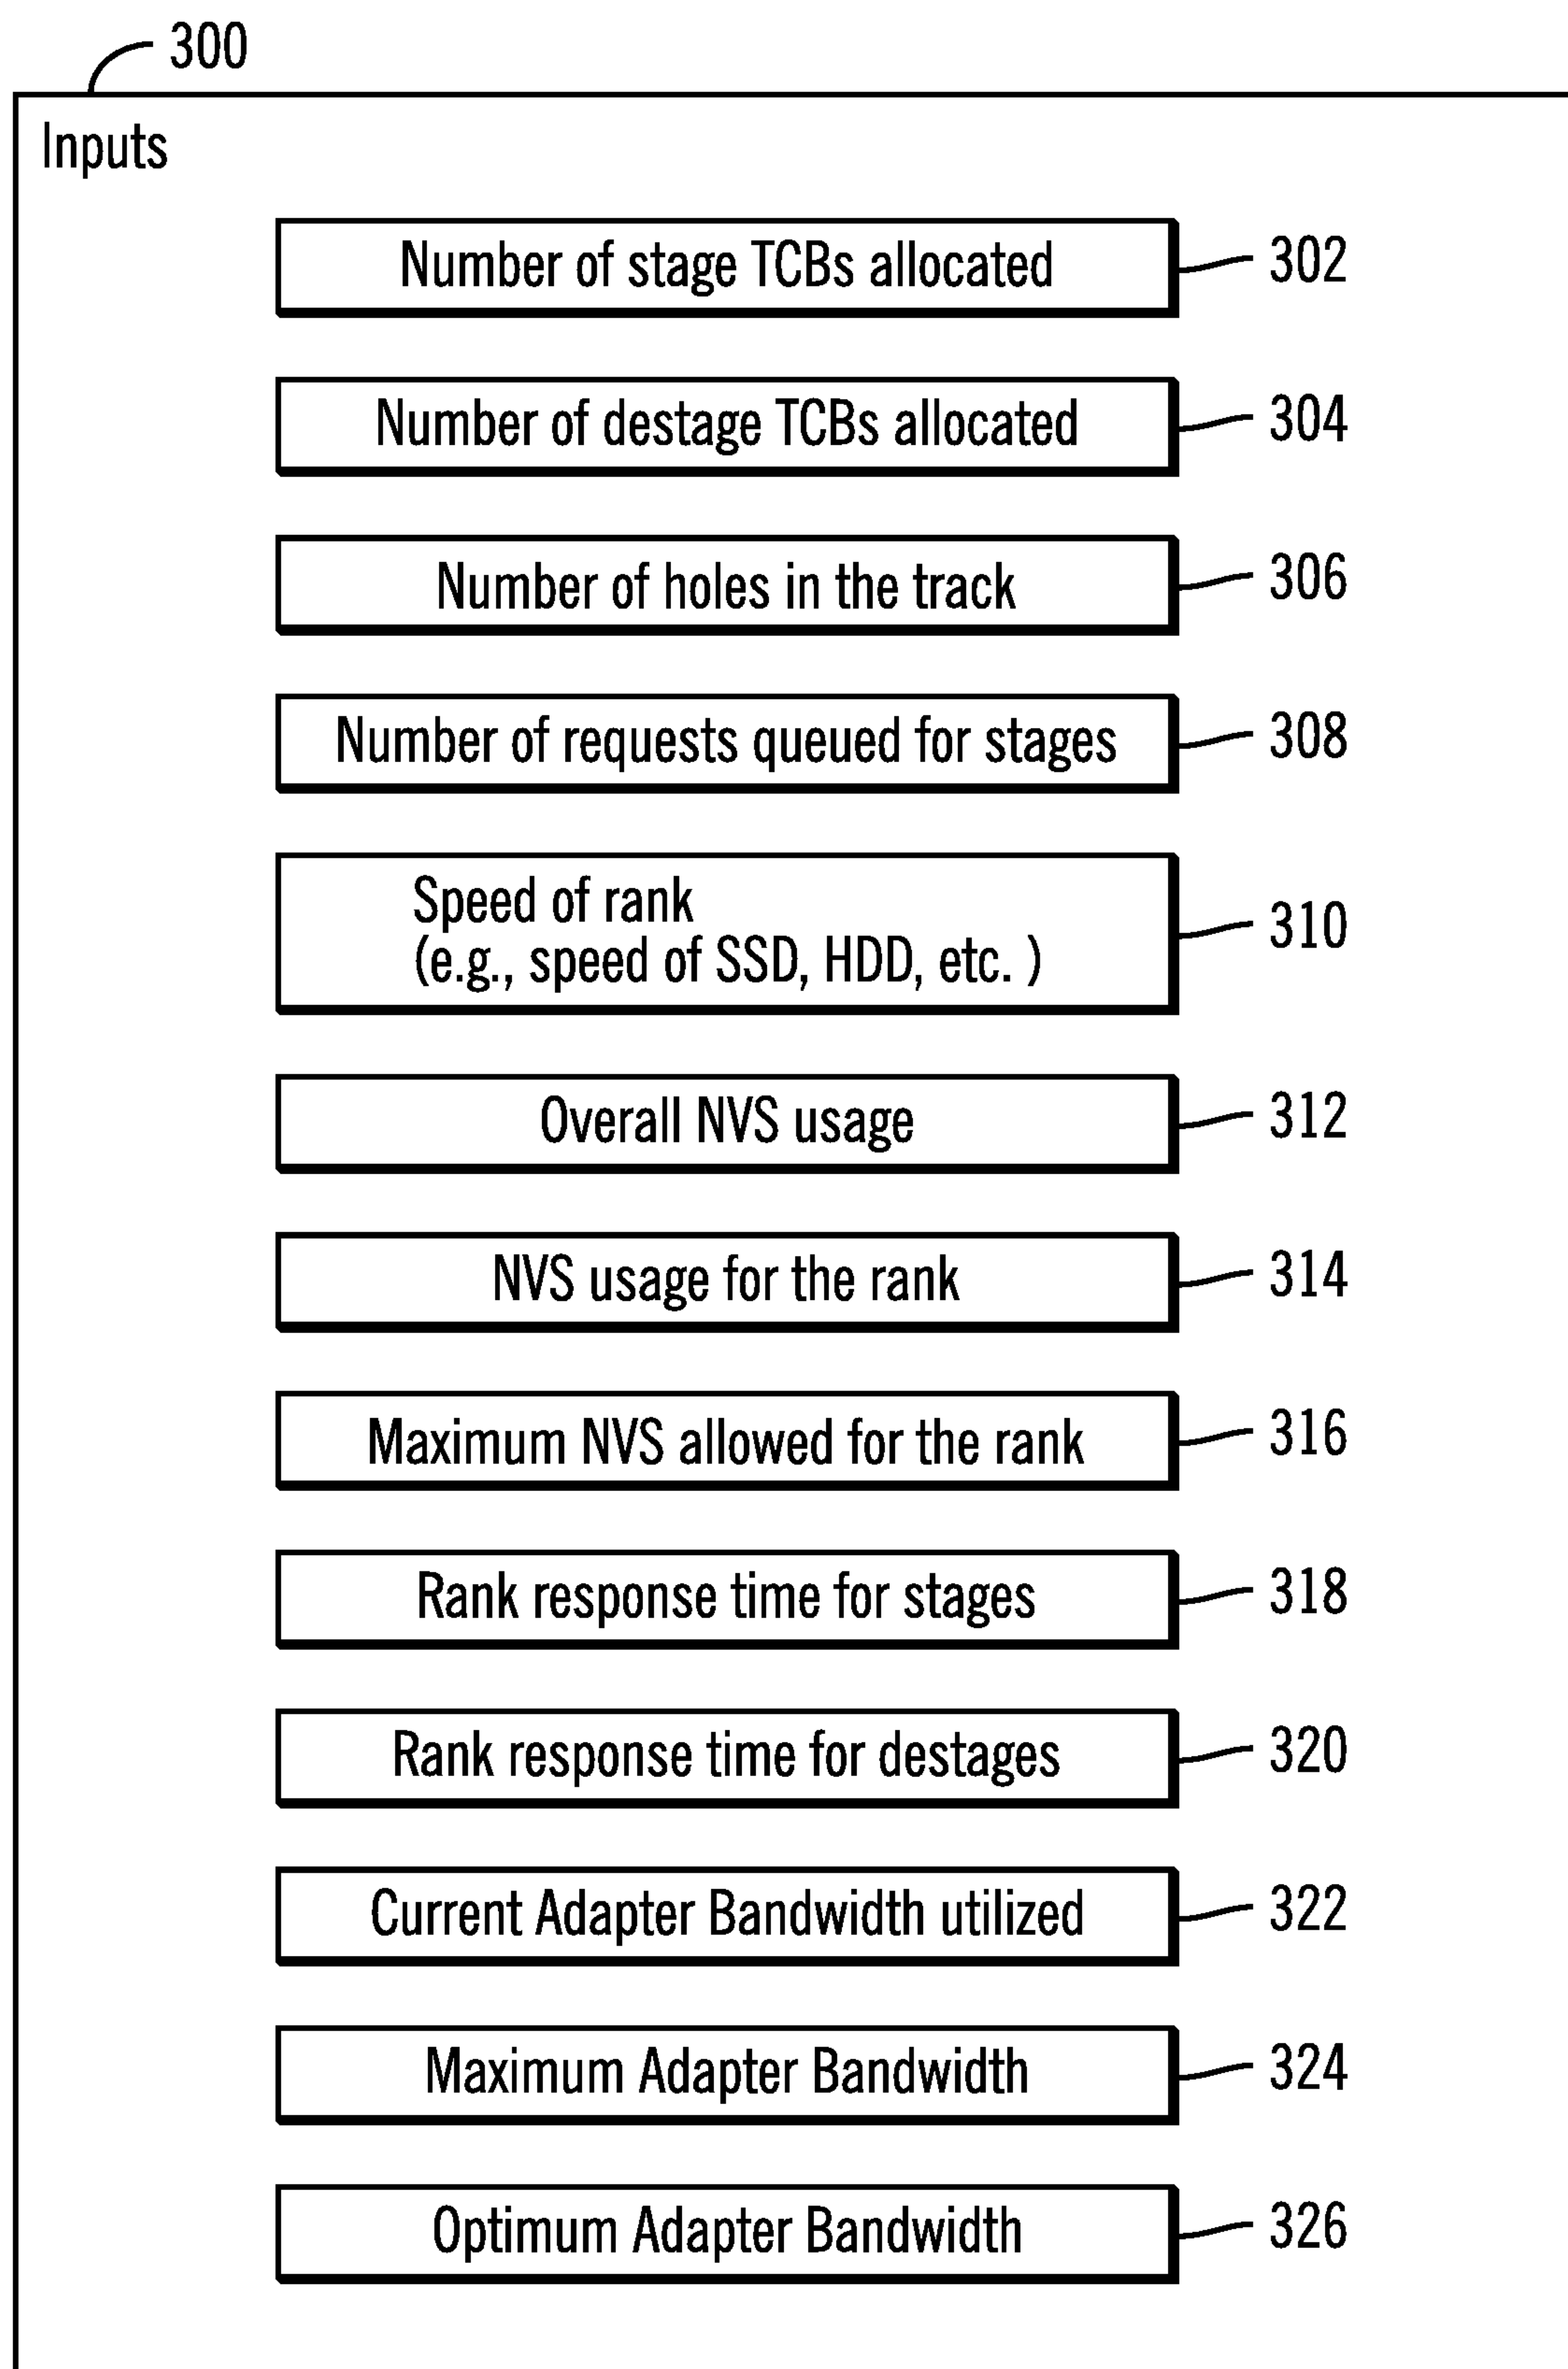 300
Inputs
Number of stage TCBs allocated
302
Number of destage TCBs allocated
304
Number of holes in the track
306
Number of requests queued for stages
308
Speed of rank
(e.g., speed of SSD, HDD, etc. )
310
Overall NVS usage
312
NVS usage for the rank
314
Maximum NVS allowed for the rank
316
Rank response time for stages
318
Rank response time for destages
320
Current Adapter Bandwidth utilized
322
Maximum Adapter Bandwidth
324
Optimum Adapter Bandwidth
326